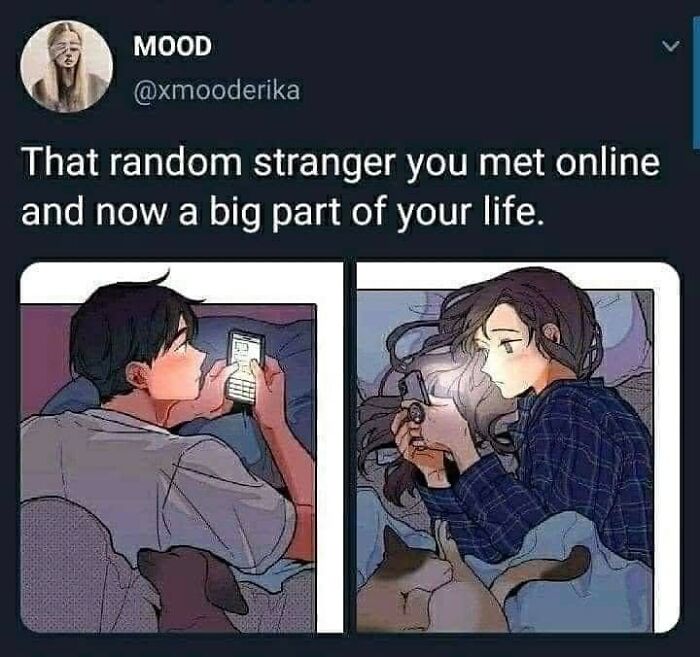 MOOD
@xmooderika
That random stranger you met online
and now a big part of your life.